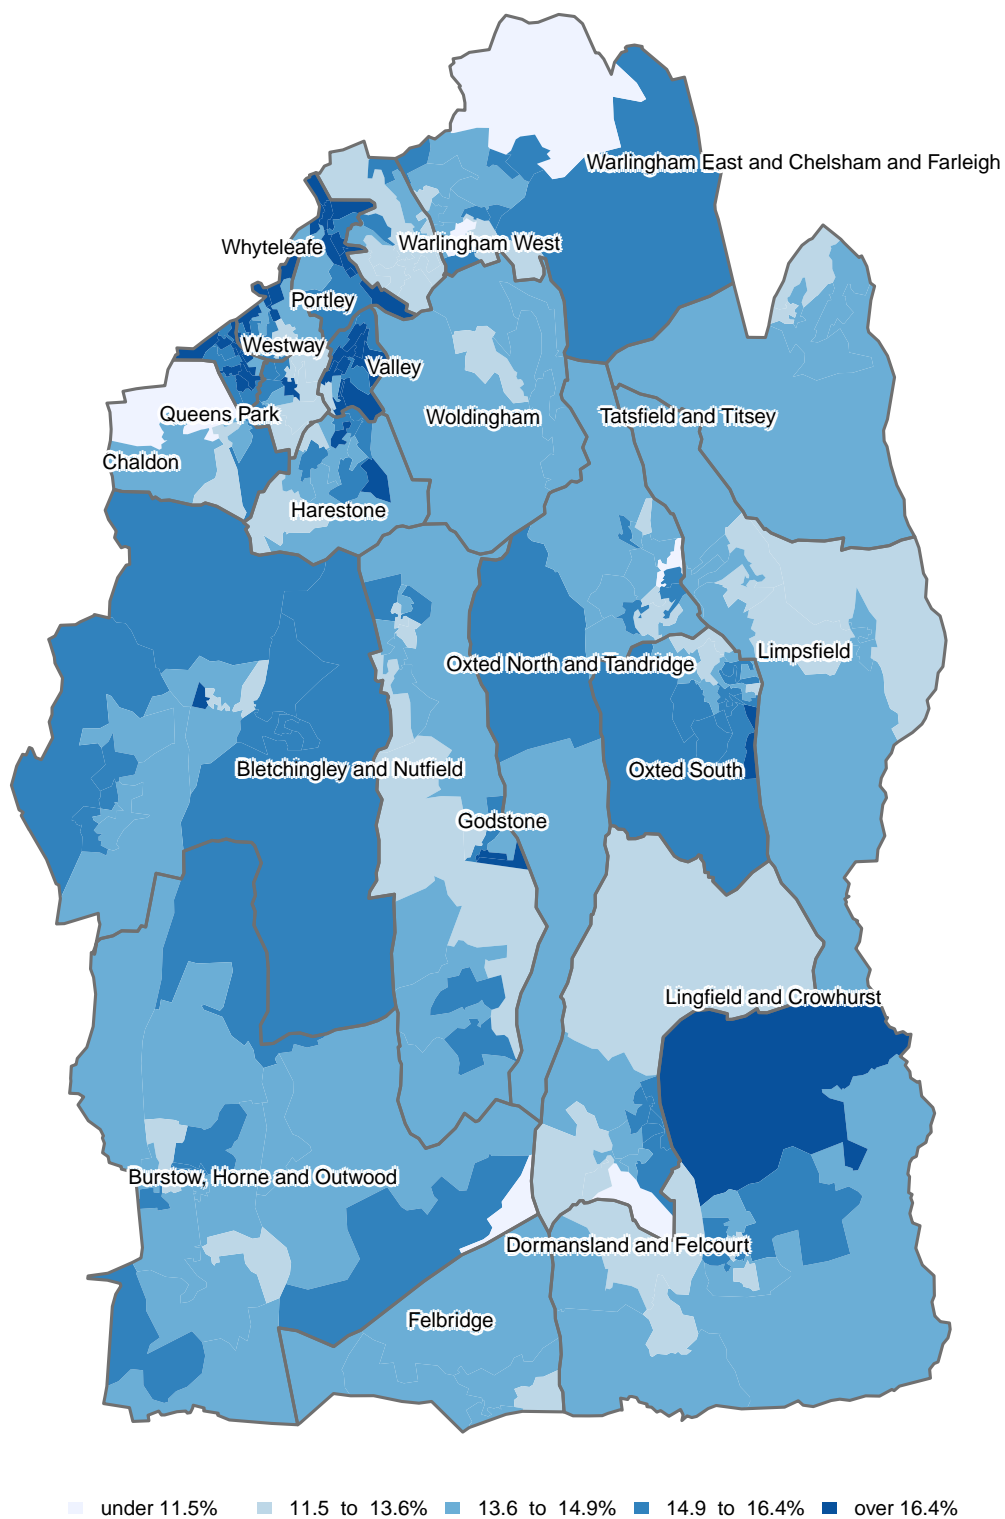 Warlingham East and Chelsham and Farleigh
Warlingham West
Whyteleafe
Portley
Westway
Valley
Queens Park
Woldingham
Tatsfield and Titsey
Chaldon
Harestone
Limpsfield
Oxted North and Tandridge
Bletchingley and Nutfield
Oxted South
Godstone
Lingfield and Crowhurst
Burstow, Horne and Outwood
Dormansland and Felcourt
Felbridge
under 11.5% 11.5 to 13.6% 13.6 to 14.9% 14.9 to 16.4% over 16.4%